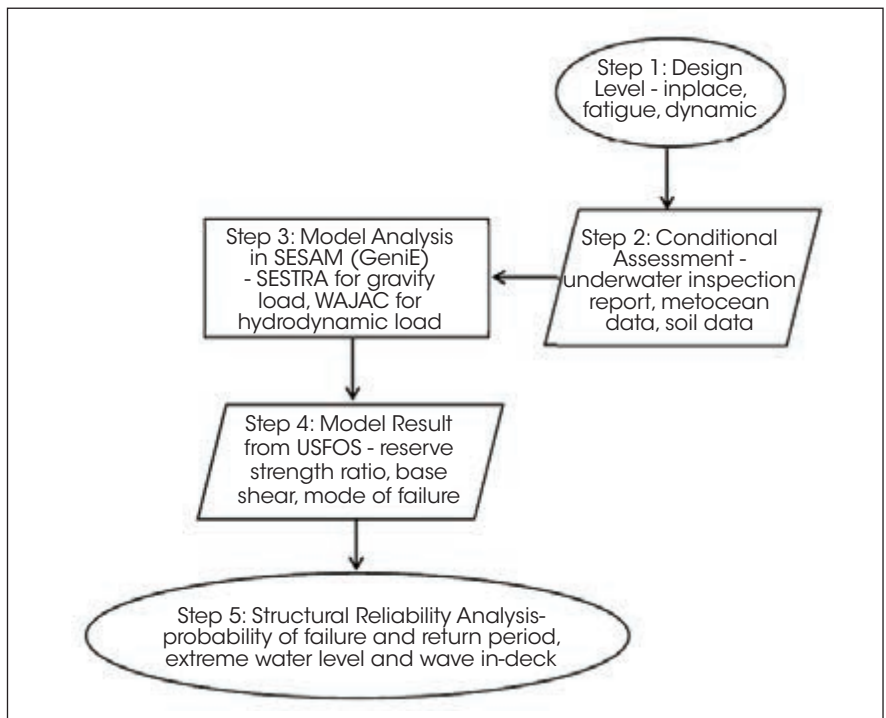 Step 1: Design
Level - inplace,
fatigue, dynamic
Step 2: Conditional
Assessment -
underwater inspection
report, metocean
data, soil data
Step 3: Model Analysis
in SESAM (GeniE)
- SESTRA for gravity
load, WAJAC for
hydrodynamic load
Step 4: Model Result
from USFOS - reserve
strength ratio, base
shear, mode of failure
Step 5: Structural Reliability Analysis-
probability of failure and return period,
extreme water level and wave in-deck